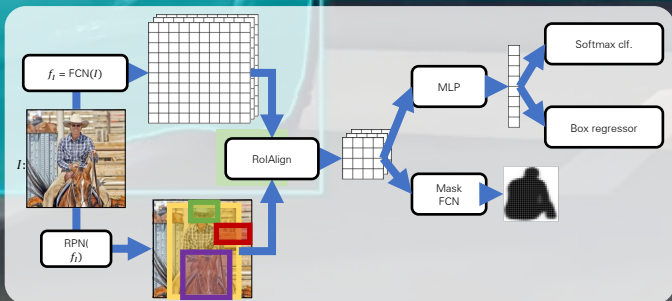 f_I = FCN(I)
Softmax clf.
MLP
Box regressor
I:
RoIAlign
Mask
FCN
RPN(
f_I)